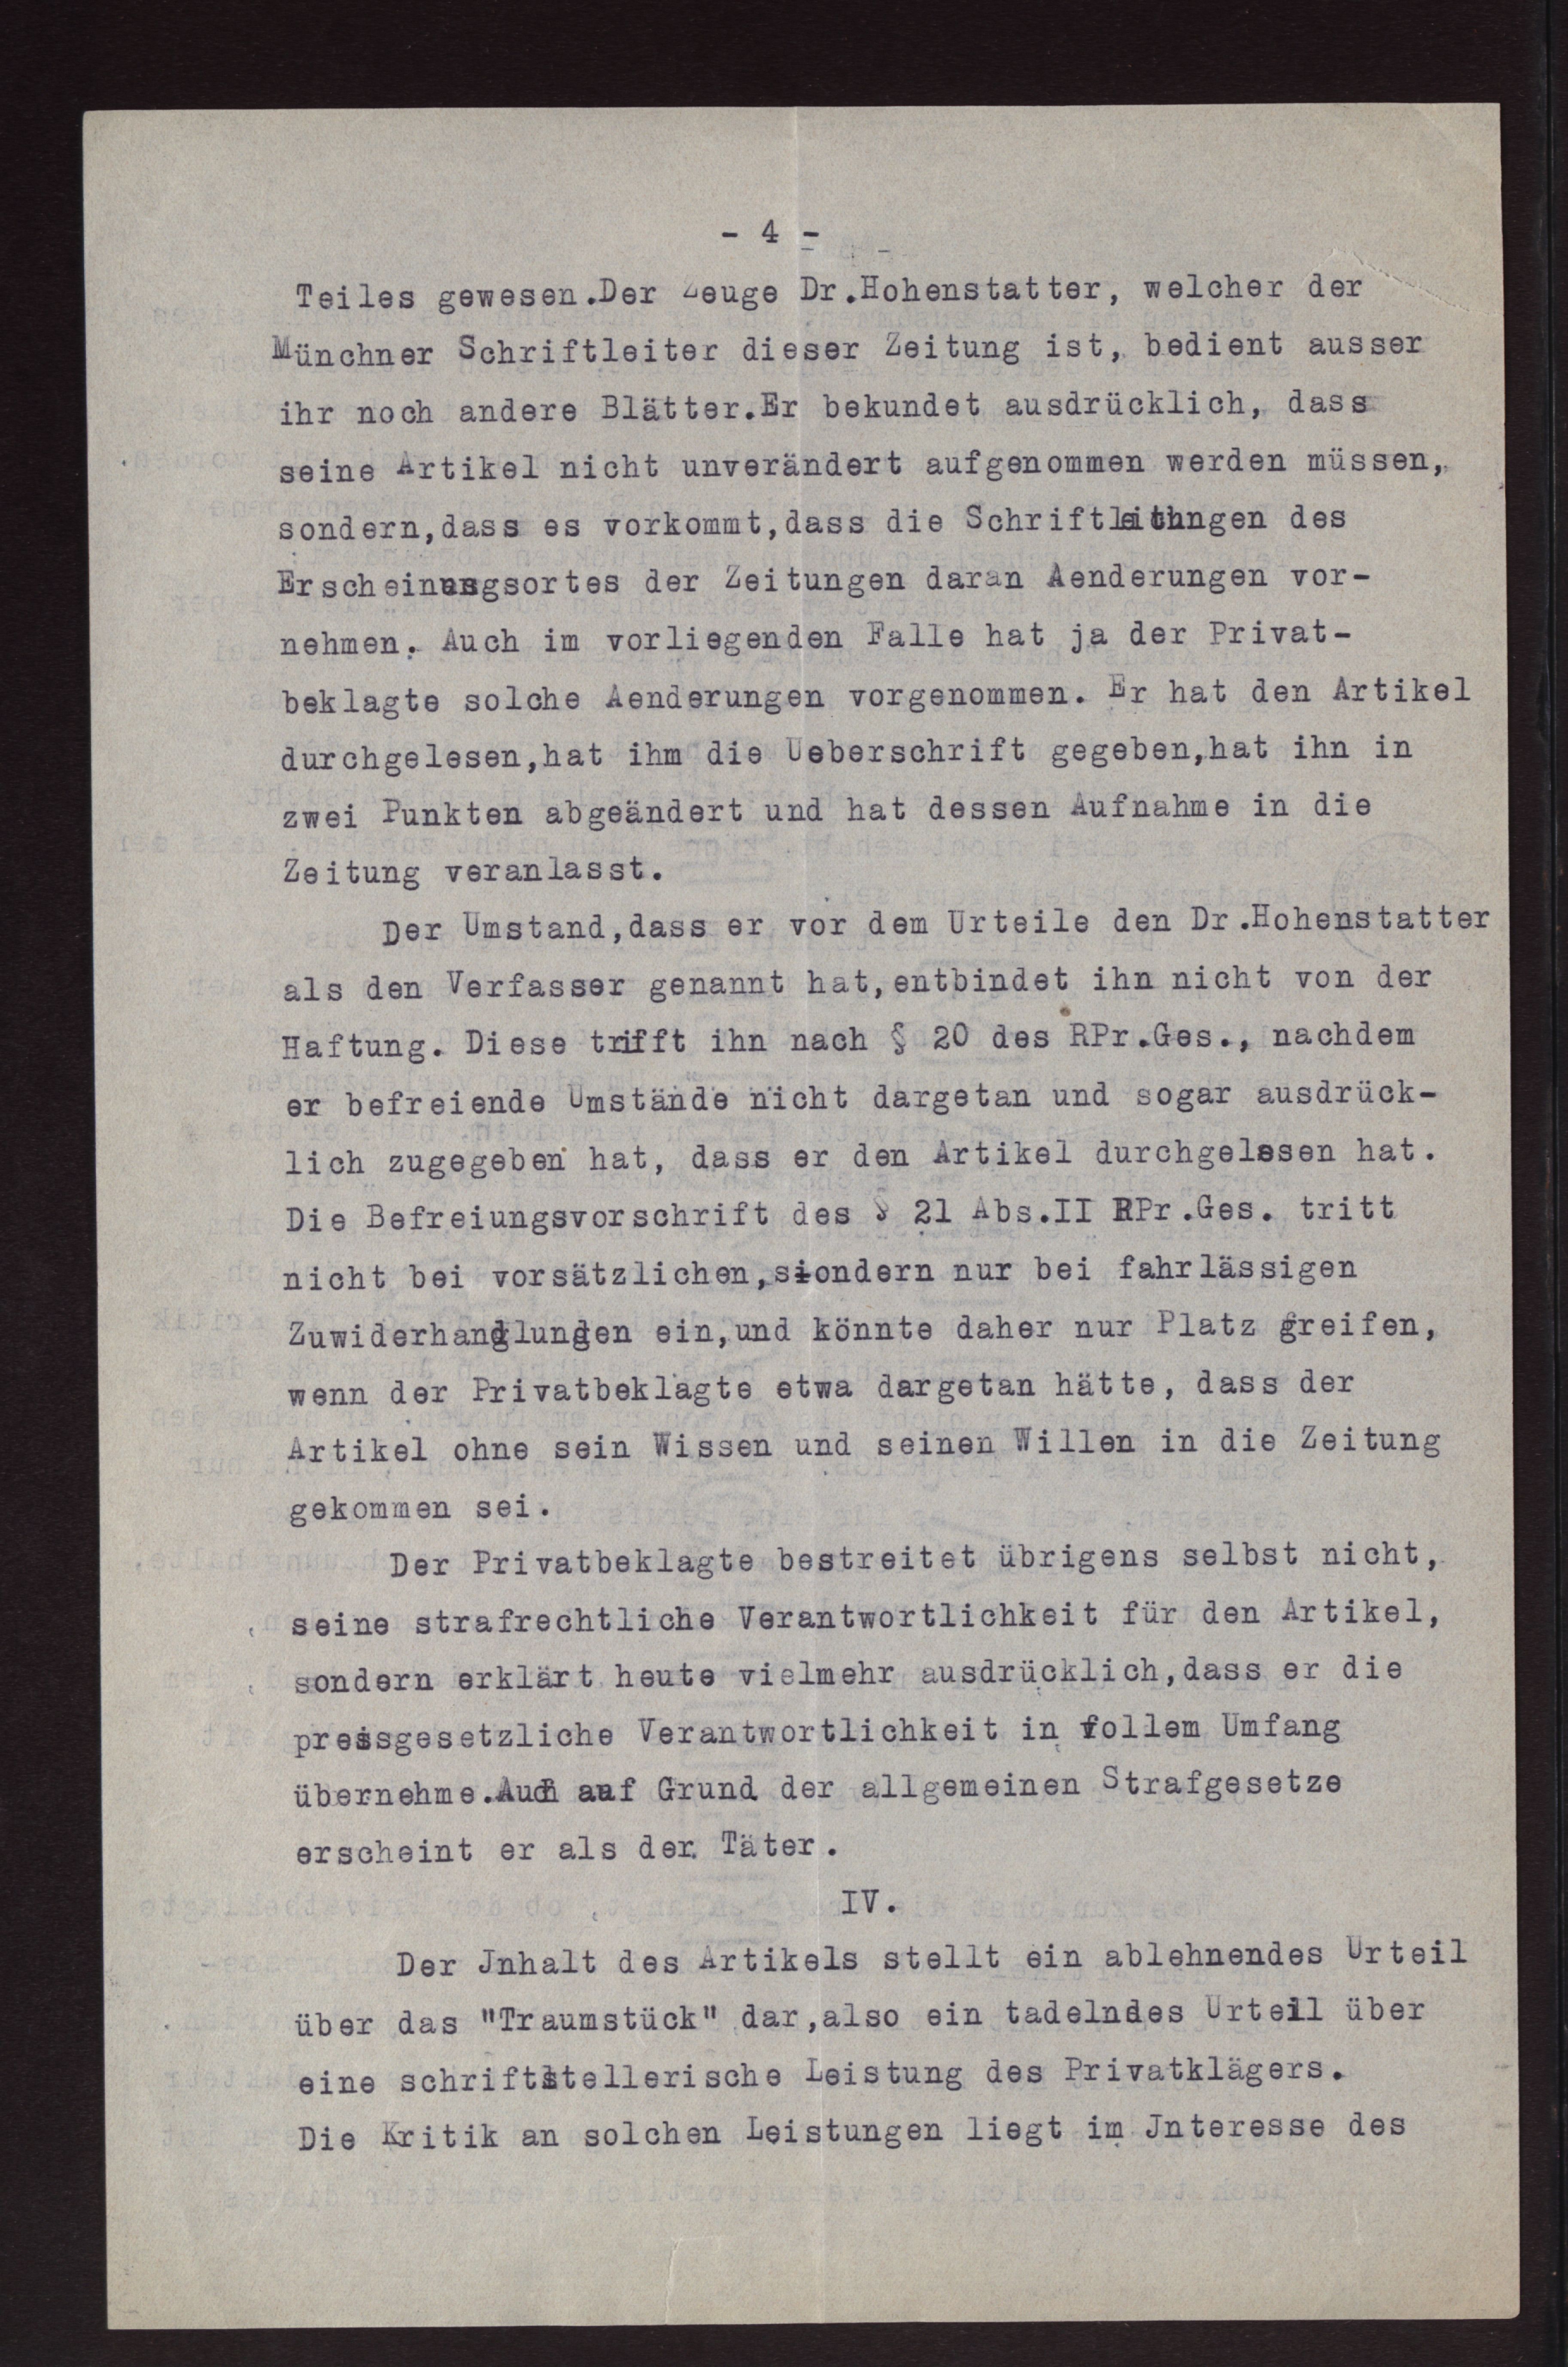 - 4 -
Teiles gewesen.Der Zeuge Dr.Hohenstatter, welcher der
Münchner Schriftleiter dieser Zeitung ist, bedient ausser
ihr noch andere Blätter.Er bekundet ausdrücklich, dass
seine Artikel nicht unverändert aufgenommen werden müssen,
sondern,dass es vorkommt,dass die Schriftleitungen des
Erscheinungsortes der Zeitungen daran Aenderungen vor-
nehmen. Auch im vorliegenden Falle hat ja der Privat-
beklagte solche Aenderungen vorgenommen. Er hat den Artikel
durchgelesen,hat ihm die Ueberschrift gegeben,hat ihn in
zwei Punkten abgeändert und hat dessen Aufnahme in die
Zeitung veranlasst.
Der Umstand,dass er vor dem Urteile den Dr.Hohenstatter
als den Verfasser genannt hat,entbindet ihn nicht von der
Haftung. Diese trifft ihn nach § 20 des RPr.Ges., nachdem
er befreiende Umstände nicht dargetan und sogar ausdrück-
lich zugegeben hat, dass er den Artikel durchgelesen hat.
Die Befreiungsvorschrift des § 21 Abs.II RPr.Ges. tritt
nicht bei vorsätzlichen,sondern nur bei fahrlässigen
Zuwiderhandlungen ein,und könnte daher nur Platz greifen,
wenn der Privatbeklagte etwa dargetan hätte, dass der
Artikel ohne sein Wissen und seinen Willen in die Zeitung
gekommen sei.
Der Privatbeklagte bestreitet übrigens selbst nicht,
seine strafrechtliche Verantwortlichkeit für den Artikel,
sondern erklärt heute vielmehr ausdrücklich,dass er die
pressgesetzliche Verantwortlichkeit in vollem Umfang
übernehme.Auch auf Grund der allgemeinen Strafgesetze
erscheint er als der Täter.
IV.
Der Jnhalt des Artikels stellt ein ablehnendes Urteil
über das "Traumstück" dar,also ein tadelndes Urteil über
eine schriftstellerische Leistung des Privatklägers.
Die Kritik an solchen Leistungen liegt im Jnteresse des